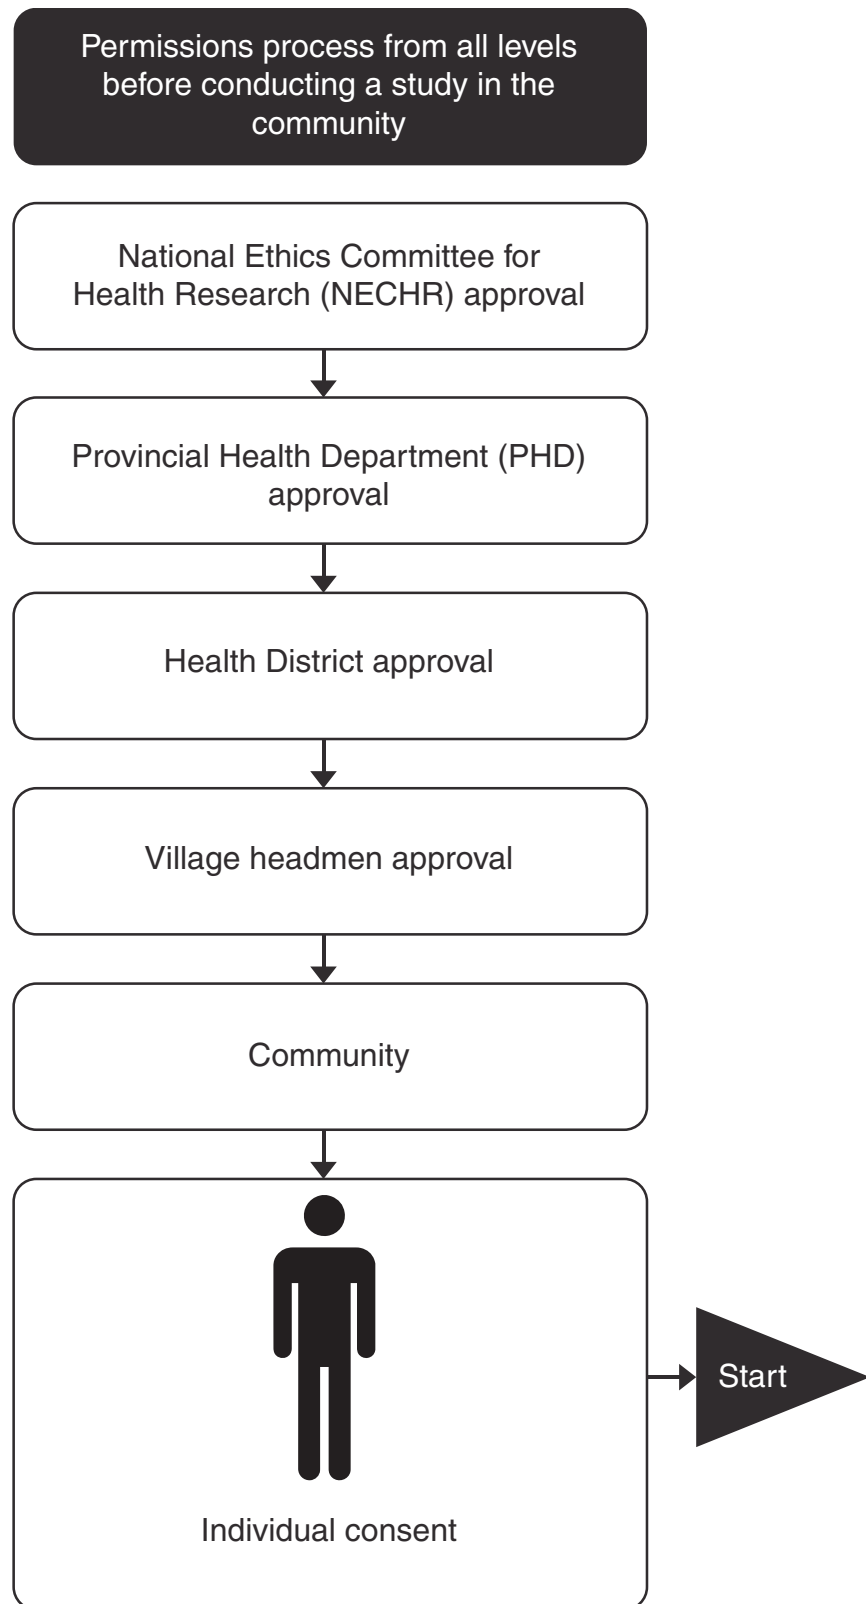 Permissions process from all levels
before conducting a study in the
community
National Ethics Committee for
Health Research (NECHR) approval
Provincial Health Department (PHD)
approval
Health District approval
Village headmen approval
Community
Individual consent
Start